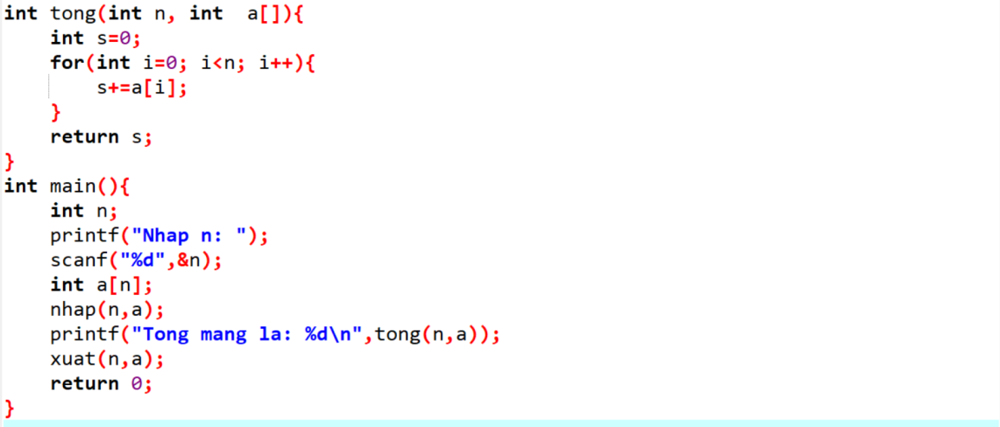 int tong(int n, int  a[]){
    int s=0;
    for(int i=0; i<n; i++){
        s+=a[i];
    }
    return s;
}
int main(){
    int n;
    printf("Nhap n: ");
    scanf("%d",&n);
    int a[n];
    nhap(n,a);
    printf("Tong mang la: %d\n",tong(n,a));
    xuat(n,a);
    return 0;
}